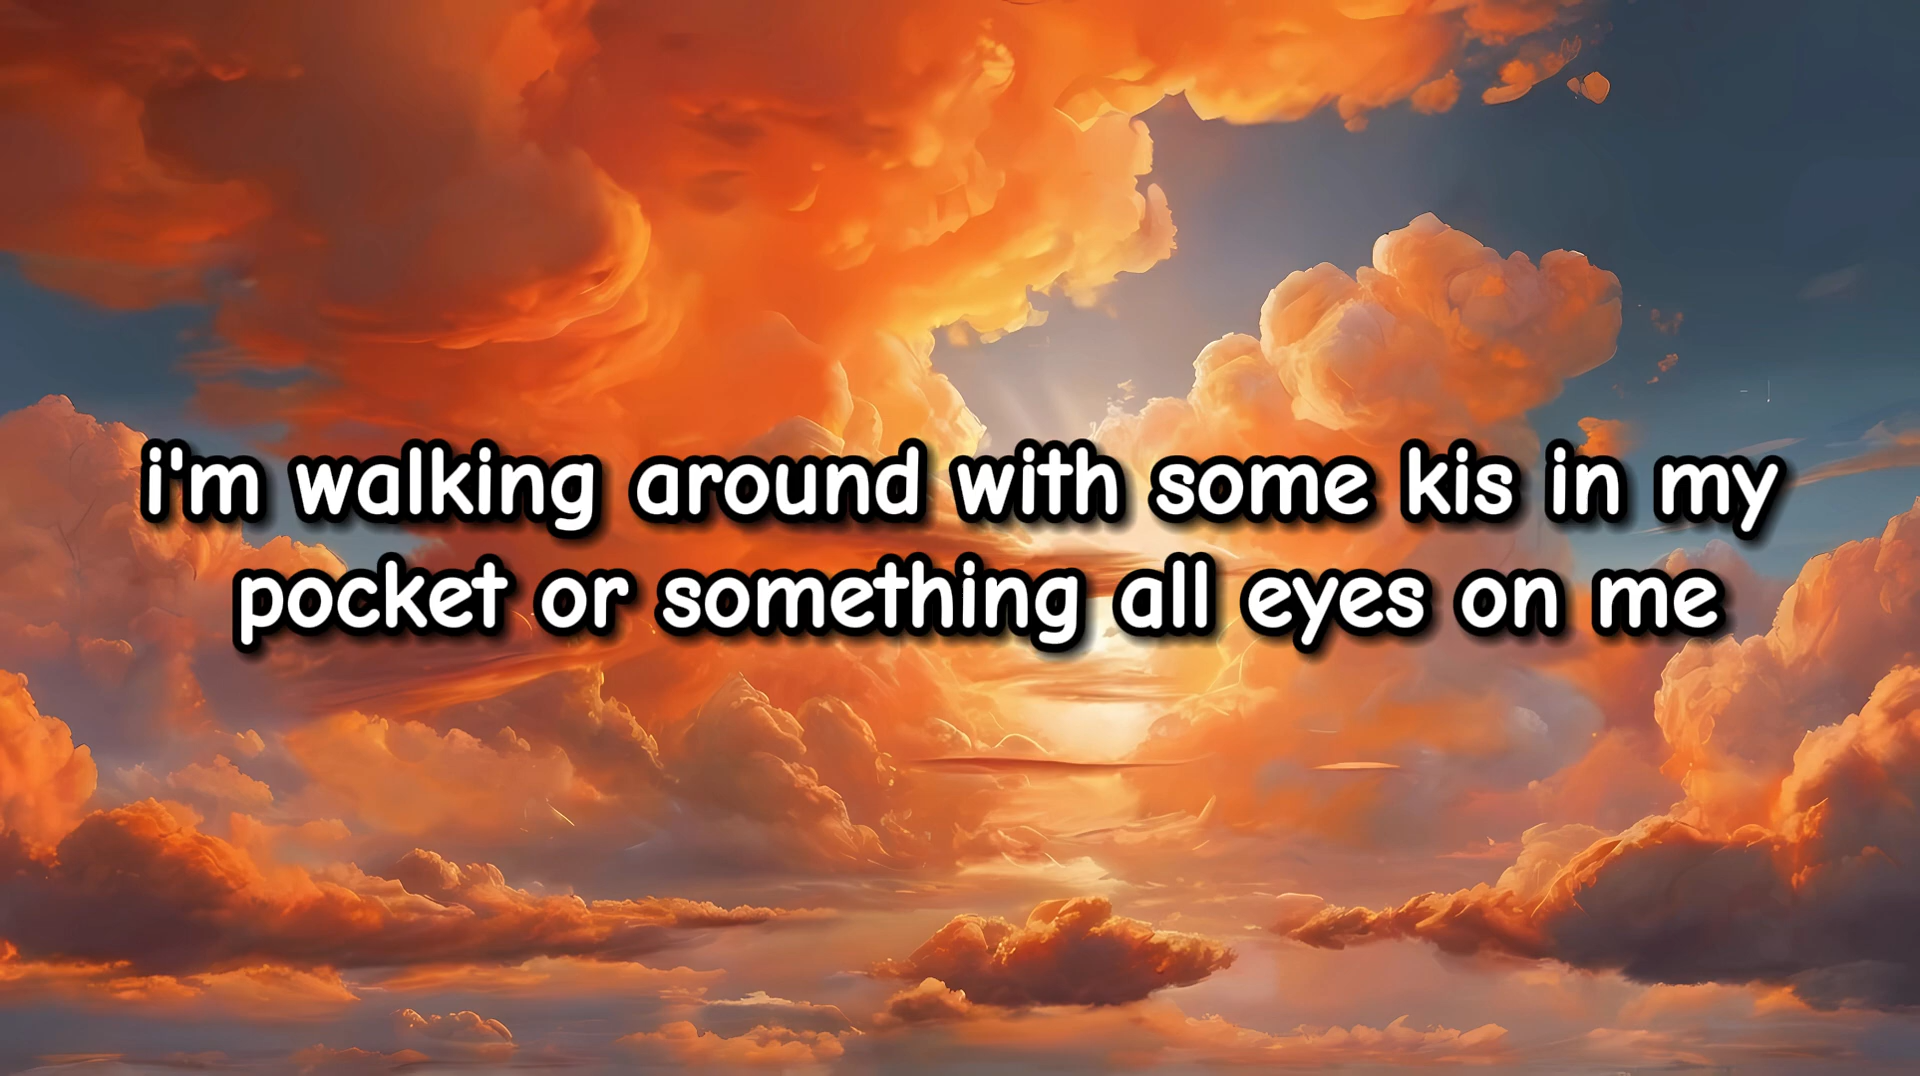 i'm walking around with some kis in my
pocket or something all eyes on me